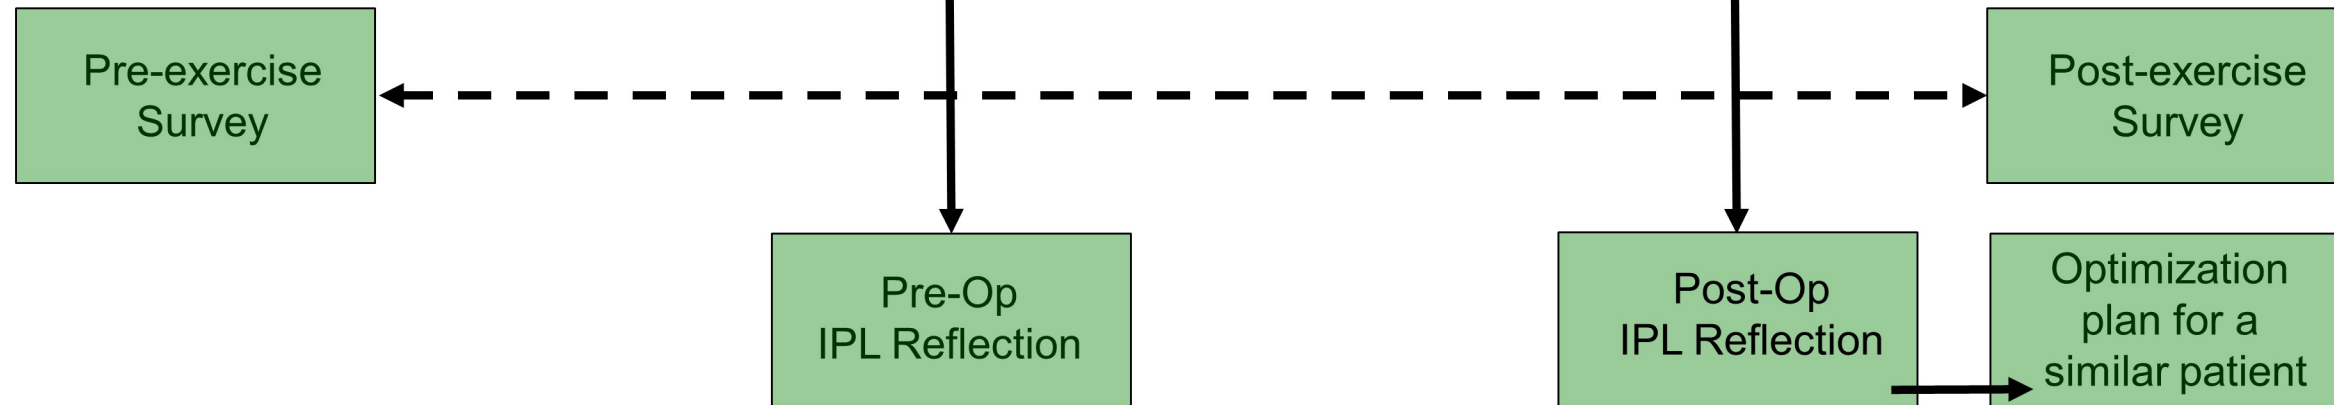 Pre-exercise
Survey
Post-exercise
Survey
Pre-Op
IPL Reflection
Post-Op
IPL Reflection
Optimization
plan for a
similar patient